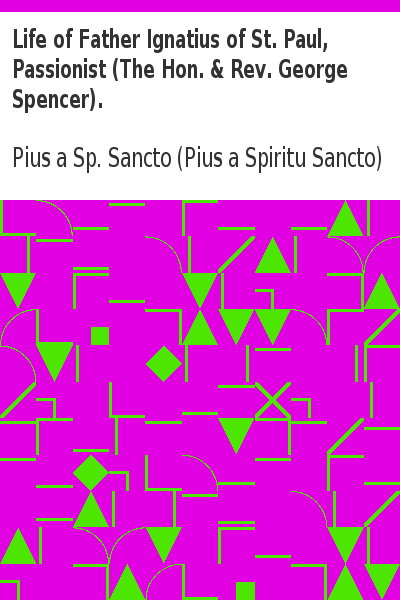 Life of Father Ignatius of St. Paul,
Passionist (The Hon. & Rev. George
Spencer).
Pius a Sp. Sancto (Pius a Spiritu Sancto)